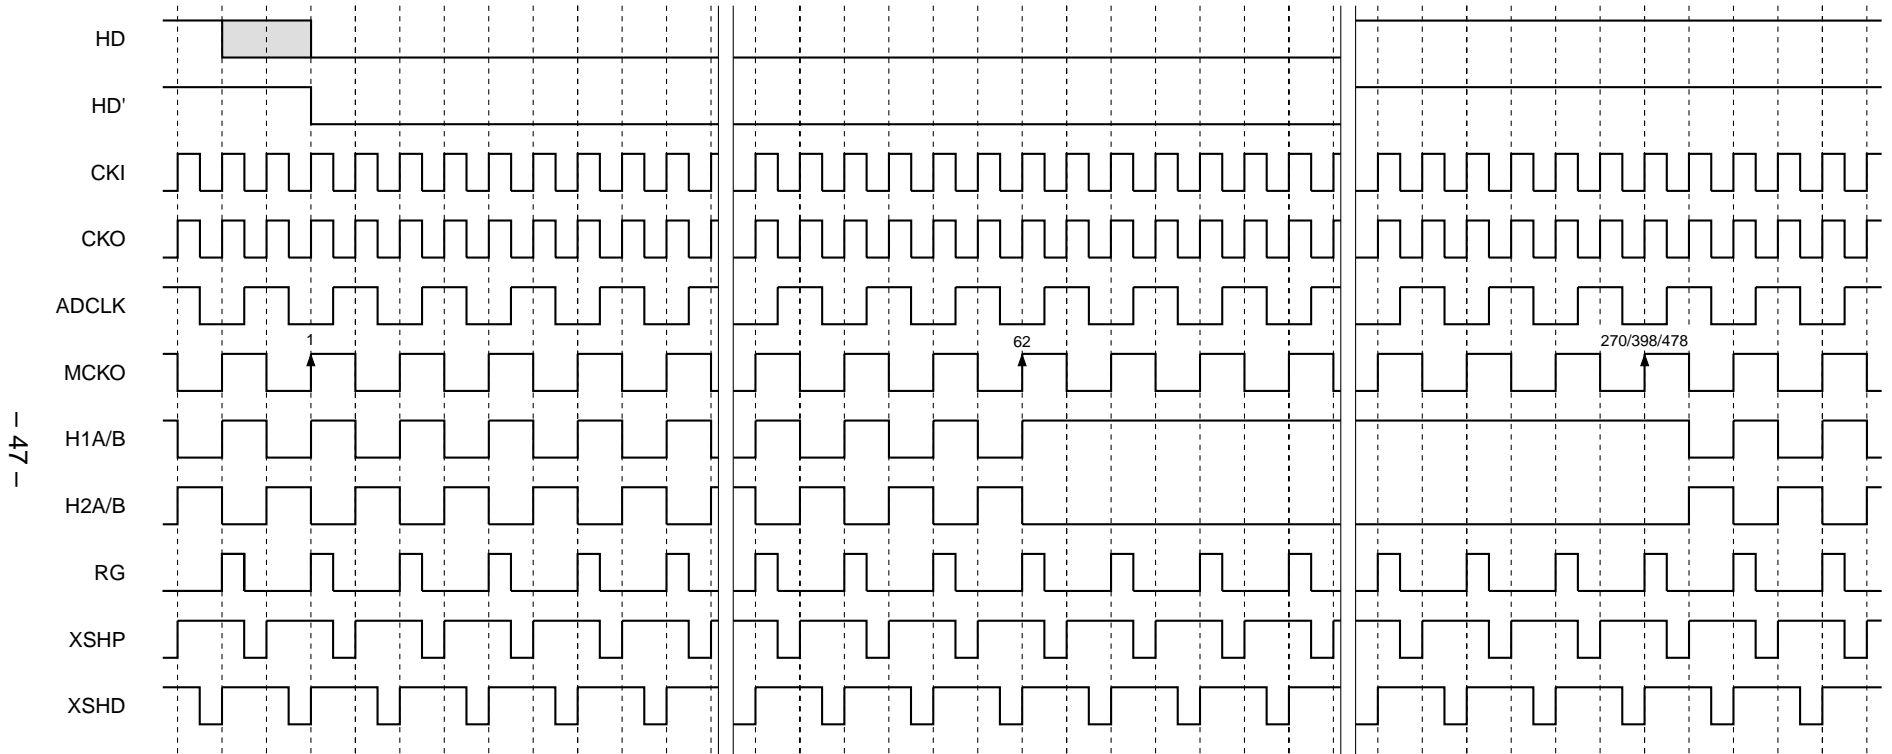 HD
HD'
CKI
CKO
ADCLK
1
62
270/398/478
MCKO
H1A/B
H2A/B
RG
XSHP
XSHD
– 47 –